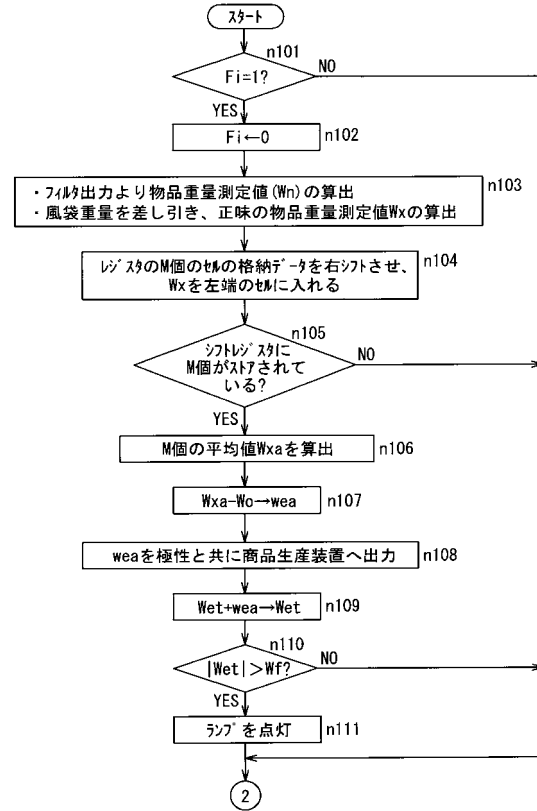 スタート
n101
Fi=1?
NO
YES
Fi←0
n102
・フィルタ出力より物品重量測定値(Wn)の算出
・風袋重量を差し引き、正味の物品重量測定値Wxの算出
n103
レジスタのM個のセルの格納データを右シフトさせ、
Wxを左端のセルに入れる
n104
n105
シフトレジスタに
M個がストアされて
いる?
NO
YES
M個の平均値Wxaを算出
n106
Wxa-Wo→wea
n107
weaを極性と共に商品生産装置へ出力
n108
Wet+wea→Wet
n109
n110
|Wet|>Wf?
NO
YES
ランプを点灯
n111
2